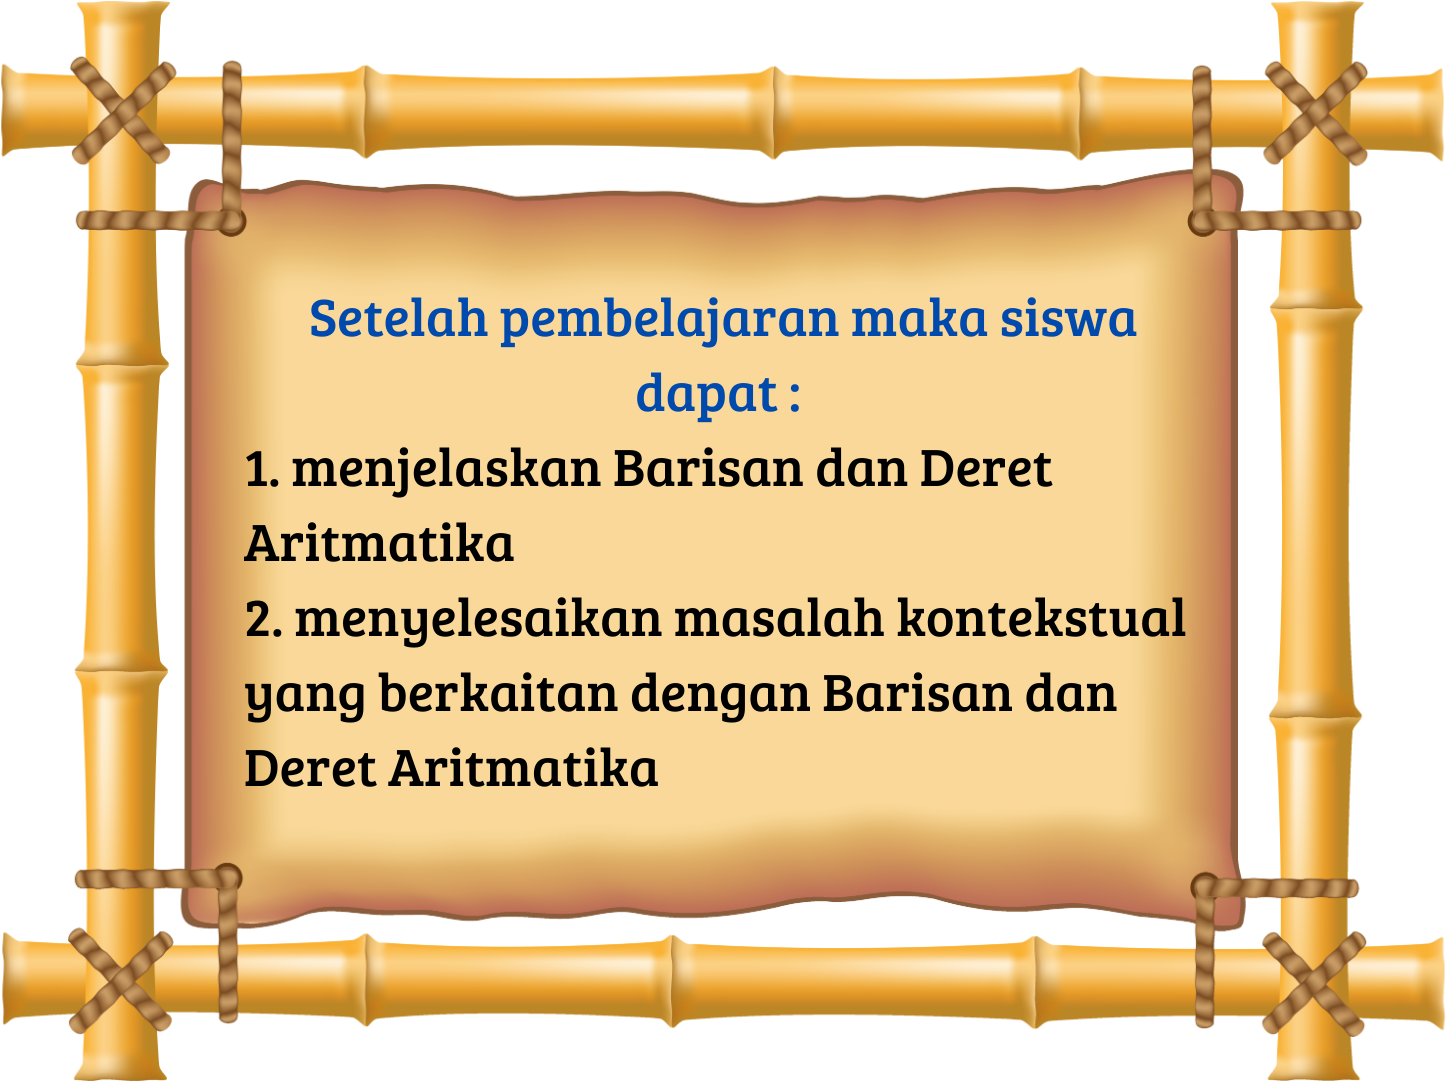 Setelah pembelajaran maka siswa
dapat :
1. menjelaskan Barisan dan Deret
Aritmatika
2. menyelesaikan masalah kontekstual
yang berkaitan dengan Barisan dan
Deret Aritmatika